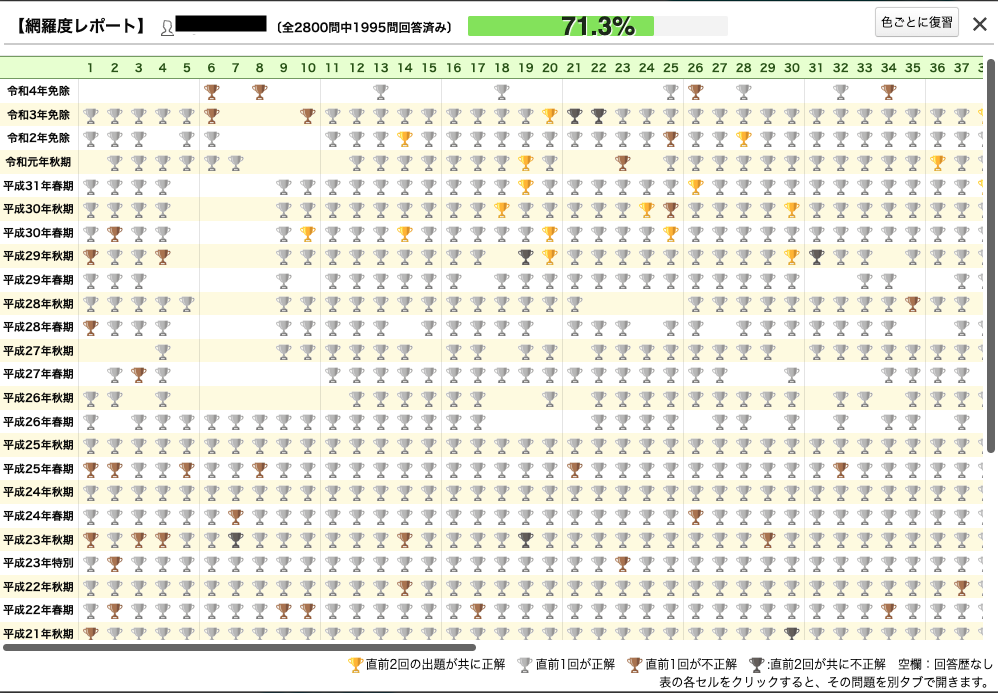 【網羅度レポート】 (全2800問中1995問回答済み) 71.3% 色ごとに復習 ×
1 2 3 4 5 6 7 8 9 10 11 12 13 14 15 16 17 18 19 20 21 22 23 24 25 26 27 28 29 30 31 32 33 34 35 36 37
令和4年免除
令和3年免除
令和2年免除
令和元年秋期
平成31年春期
平成30年秋期
平成30年春期
平成29年秋期
平成29年春期
平成28年秋期
平成28年春期
平成27年秋期
平成27年春期
平成26年秋期
平成26年春期
平成25年秋期
平成25年春期
平成24年秋期
平成24年春期
平成23年秋期
平成23年特別
平成22年秋期
平成22年春期
平成21年秋期
直前2回の出題が共に正解 直前1回が正解 直前1回が不正解 :直前2回が共に不正解 空欄：回答歴なし
表の各セルをクリックすると、その問題を別タブで開きます。